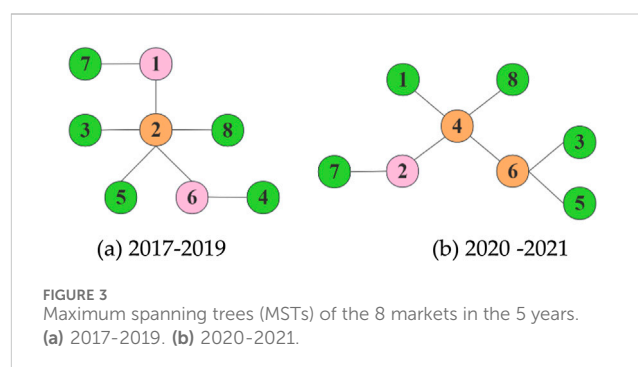 7 1
3 2 8
5 6 4
(a) 2017-2019
1 8
4
3
7 2 6
5
(b) 2020 -2021
FIGURE 3
Maximum spanning trees (MSTs) of the 8 markets in the 5 years.
(a) 2017-2019. (b) 2020-2021.